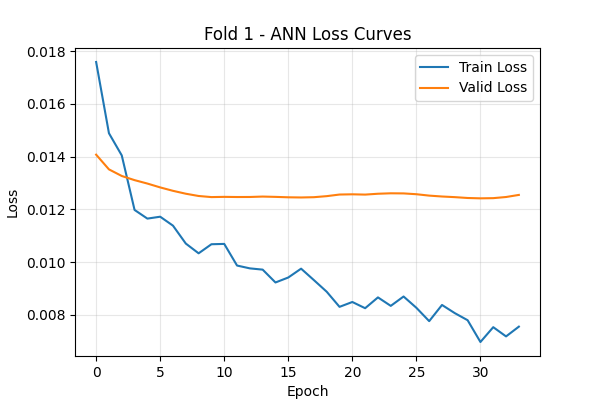 Fold 1 - ANN Loss Curves
Train Loss
Valid Loss
0.018
0.016
0.014
0.012
0.010
0.008
Loss
0 5 10 15 20 25 30
Epoch